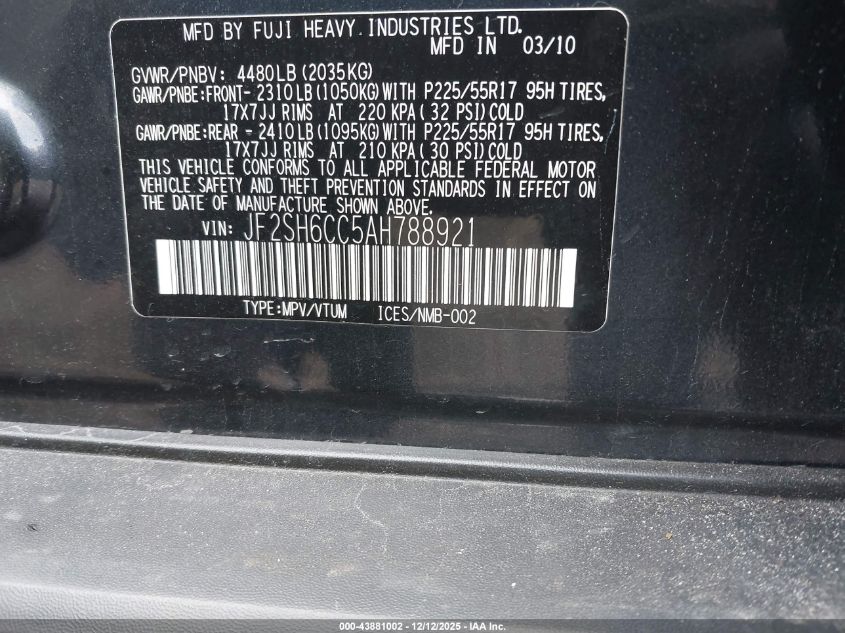 MFD BY FUJI HEAVY INDUSTRIES LTD.
MFD IN 03/10
GVWR/PNBV: 4480LB (2035KG)
GAWR/PNBE:FRONT- 2310LB (1050KG) WITH P225/55R17 95H TIRES,
17X7JJ RIMS AT 220 KPA( 32 PSI)COLD
GAWR/PNBE:REAR - 2410LB (1095KG) WITH P225/55R17 95H TIRES,
17X7JJ RIMS AT 210 KPA (30 PSI)COLD
THIS VEHICLE CONFORMS TO ALL APPLICABLE FEDERAL MOTOR
VEHICLE SAFETY AND THEFT PREVENTION STANDARDS IN EFFECT ON
THE DATE OF MANUFACTURE SHOWN ABOVE.
VIN: JF2SH6CC5AH788921
TYPE:MPV/VTUM ICES/NMB-002
000-43881002 - 12/12/2025 - IAA Inc.